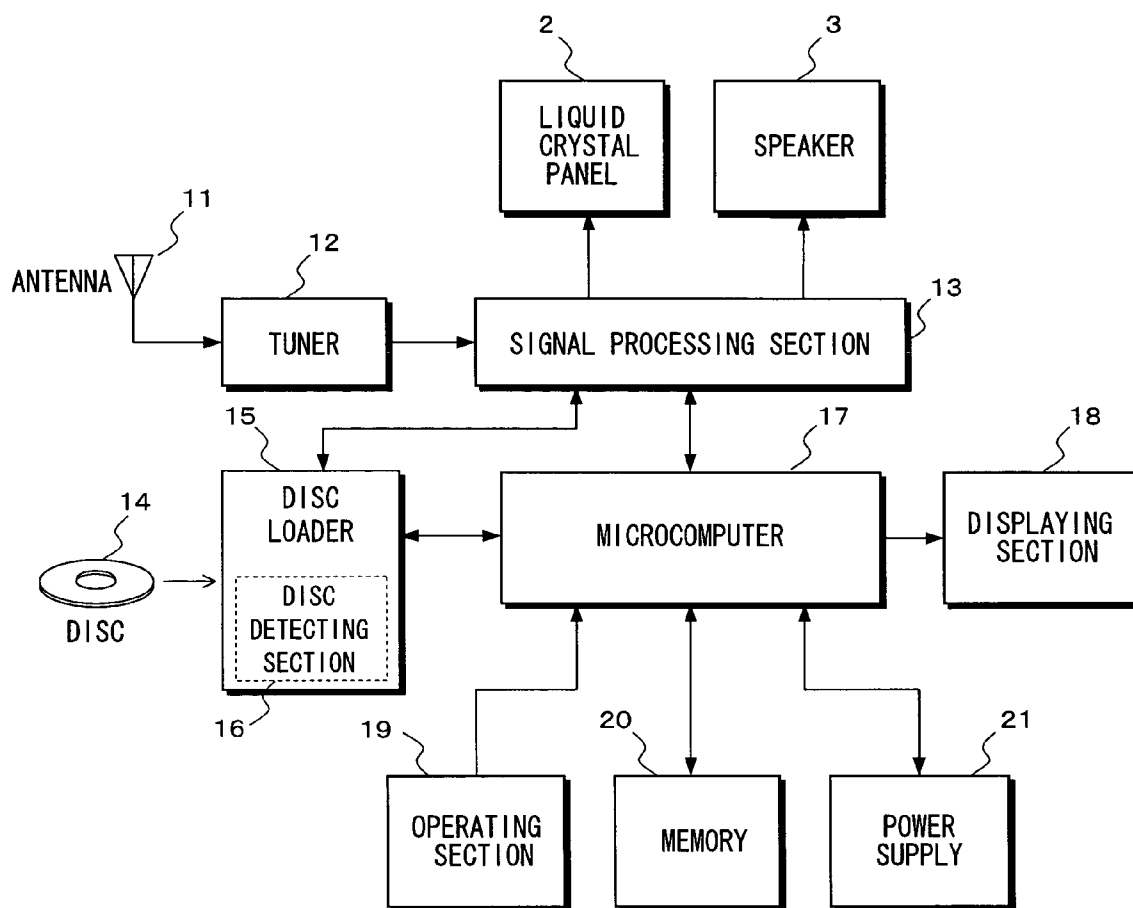 2
3
LIQUID
CRYSTAL
PANEL
SPEAKER
11
12
13
ANTENNA
TUNER
SIGNAL PROCESSING SECTION
15
17
18
14
DISC
LOADER
MICROCOMPUTER
DISPLAYING
SECTION
DISC
DISC
DETECTING
SECTION
16
19
20
21
OPERATING
SECTION
MEMORY
POWER
SUPPLY